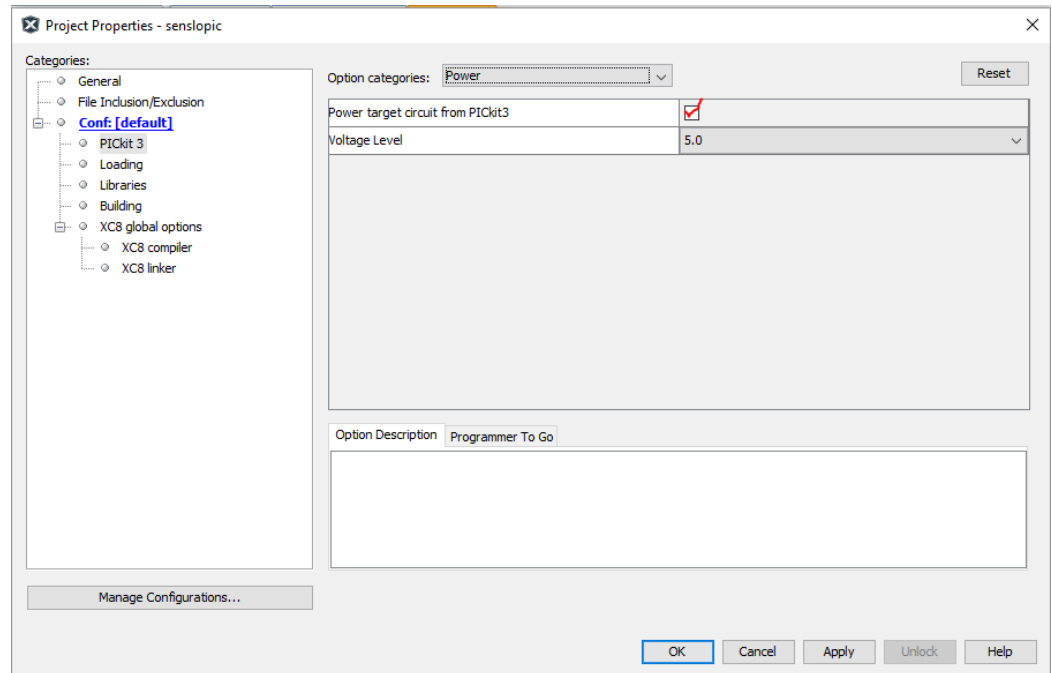 Project Properties - senslopic
Categories:
General
File Inclusion/Exclusion
Conf: [default]
PICkit 3
Loading
Libraries
Building
XC8 global options
XC8 compiler
XC8 linker
Manage Configurations...
Option categories: Power Reset
Power target circuit from PICkit3
Voltage Level 5.0
Option Description Programmer To Go
OK Cancel Apply Unlock Help